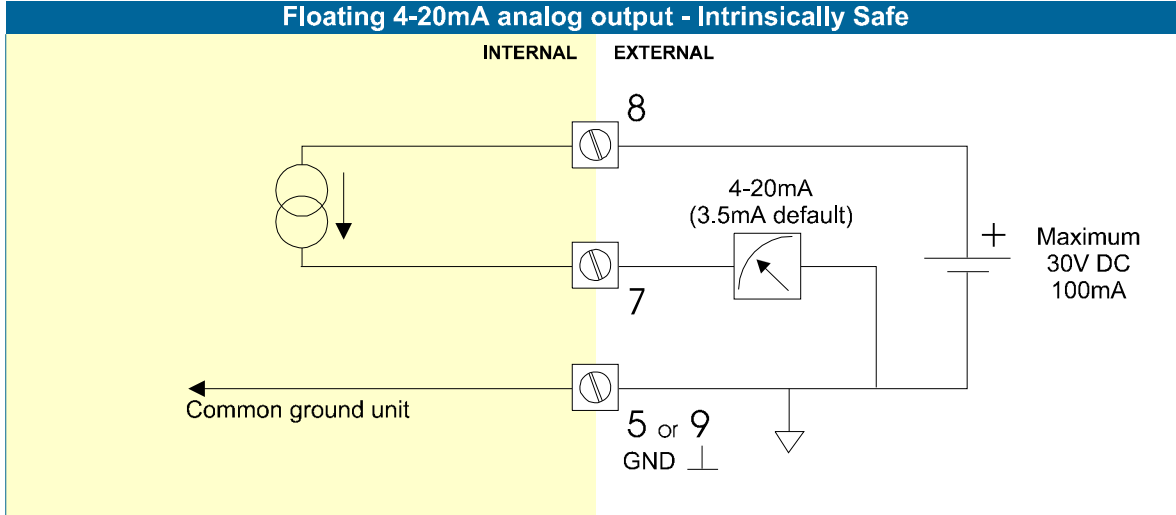 Floating 4-20mA analog output - Intrinsically Safe
INTERNAL EXTERNAL
8
4-20mA
(3.5mA default)
+
Maximum
30V DC
100mA
7
Common ground unit
5 or 9
GND